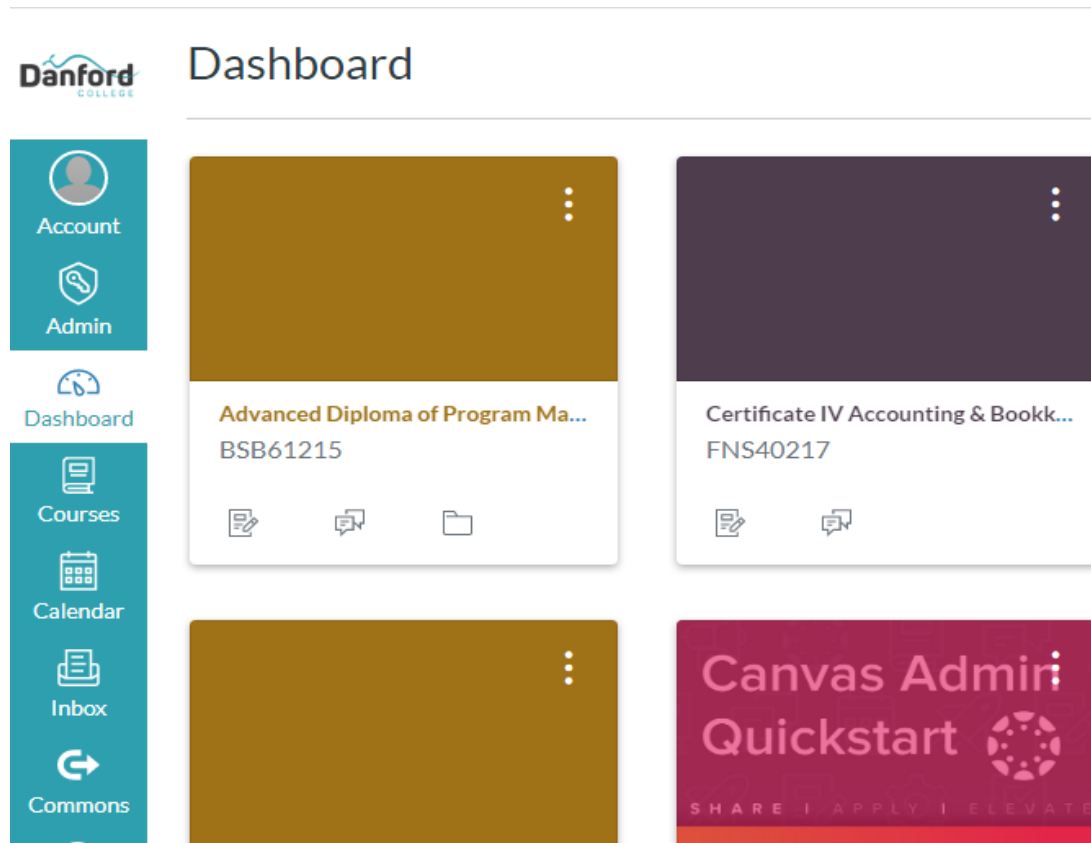 Danford
COLLEGE
Dashboard
Account
Admin
Dashboard
Courses
Calendar
Inbox
Commons
Advanced Diploma of Program Ma...
BSB61215
Certificate IV Accounting & Bookk...
FNS40217
Canvas Admin
Quickstart
SHARE | APPLY | ELEVATE